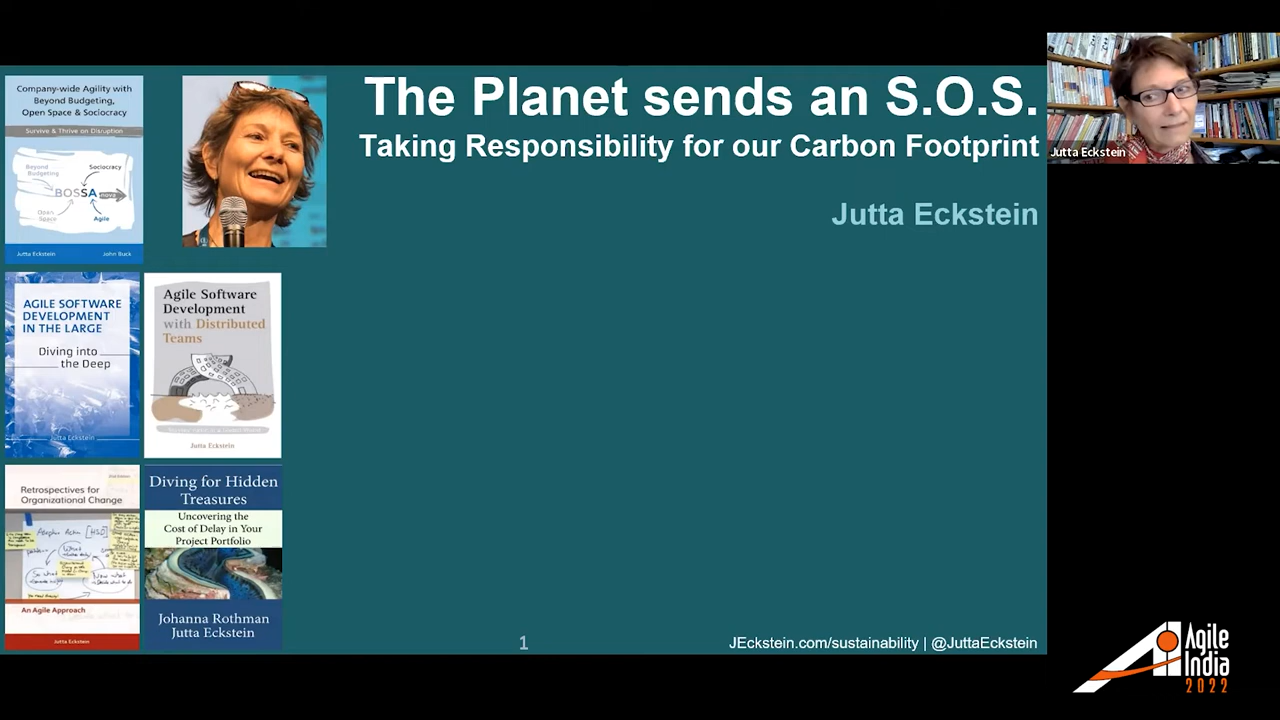 The Planet sends an S.O.S.
Taking Responsibility for our Carbon Footprint
Jutta Eckstein
Company-wide Agility with
Beyond Budgeting,
Open Space & Sociocracy
Survive & Thrive on Disruption
Beyond
Budgeting
Sociocracy
BOSSA nova
Open
Space
Agile
Jutta Eckstein
John Buck
AGILE SOFTWARE
DEVELOPMENT
IN THE LARGE
Diving into
the Deep
Jutta Eckstein
Agile Software
Development
with Distributed
Teams
Jutta Eckstein
Retrospectives for
Organizational Change
An Agile Approach
Jutta Eckstein
Diving for Hidden
Treasures
Uncovering the
Cost of Delay in Your
Project Portfolio
Johanna Rothman
Jutta Eckstein
1
JEckstein.com/sustainability | @JuttaEckstein
Jutta Eckstein
Agile
India
2022